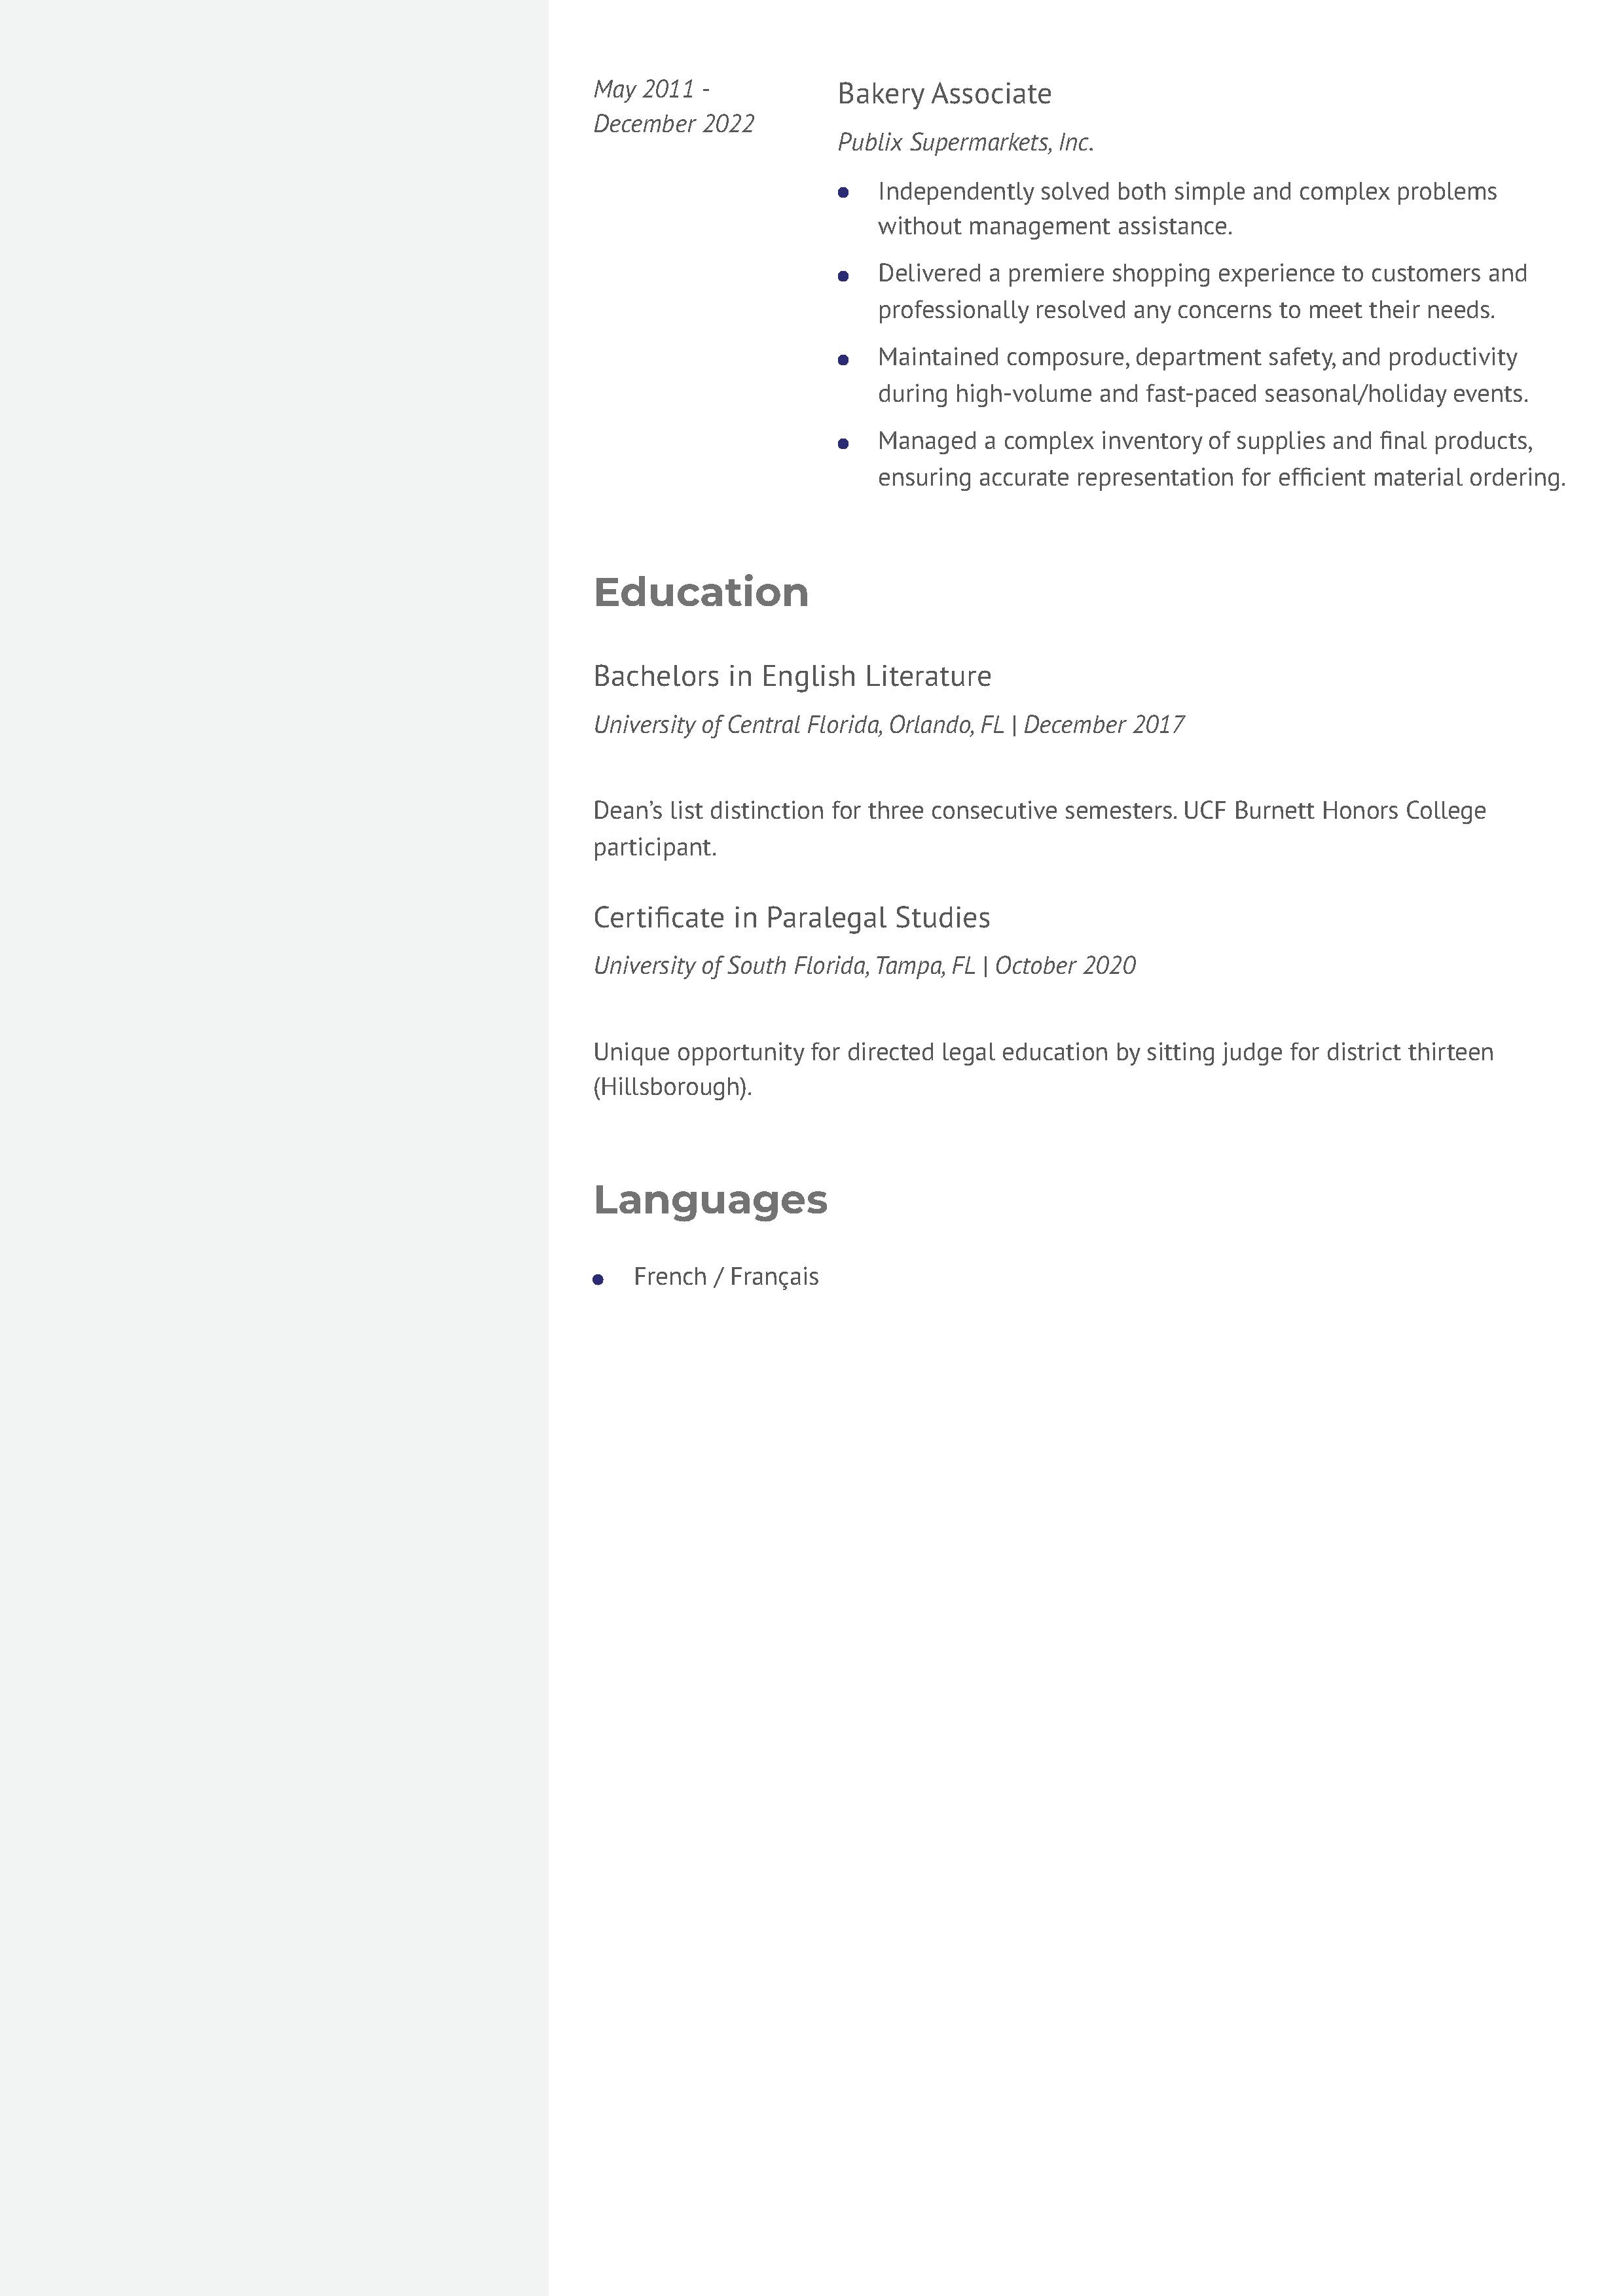 May 2011 -
December 2022
Bakery Associate
Publix Supermarkets, Inc.
• Independently solved both simple and complex problems
without management assistance.
• Delivered a premiere shopping experience to customers and
professionally resolved any concerns to meet their needs.
• Maintained composure, department safety, and productivity
during high-volume and fast-paced seasonal/holiday events.
• Managed a complex inventory of supplies and final products,
ensuring accurate representation for efficient material ordering.
Education
Bachelors in English Literature
University of Central Florida, Orlando, FL | December 2017
Dean’s list distinction for three consecutive semesters. UCF Burnett Honors College
participant.
Certificate in Paralegal Studies
University of South Florida, Tampa, FL | October 2020
Unique opportunity for directed legal education by sitting judge for district thirteen
(Hillsborough).
Languages
• French / Français